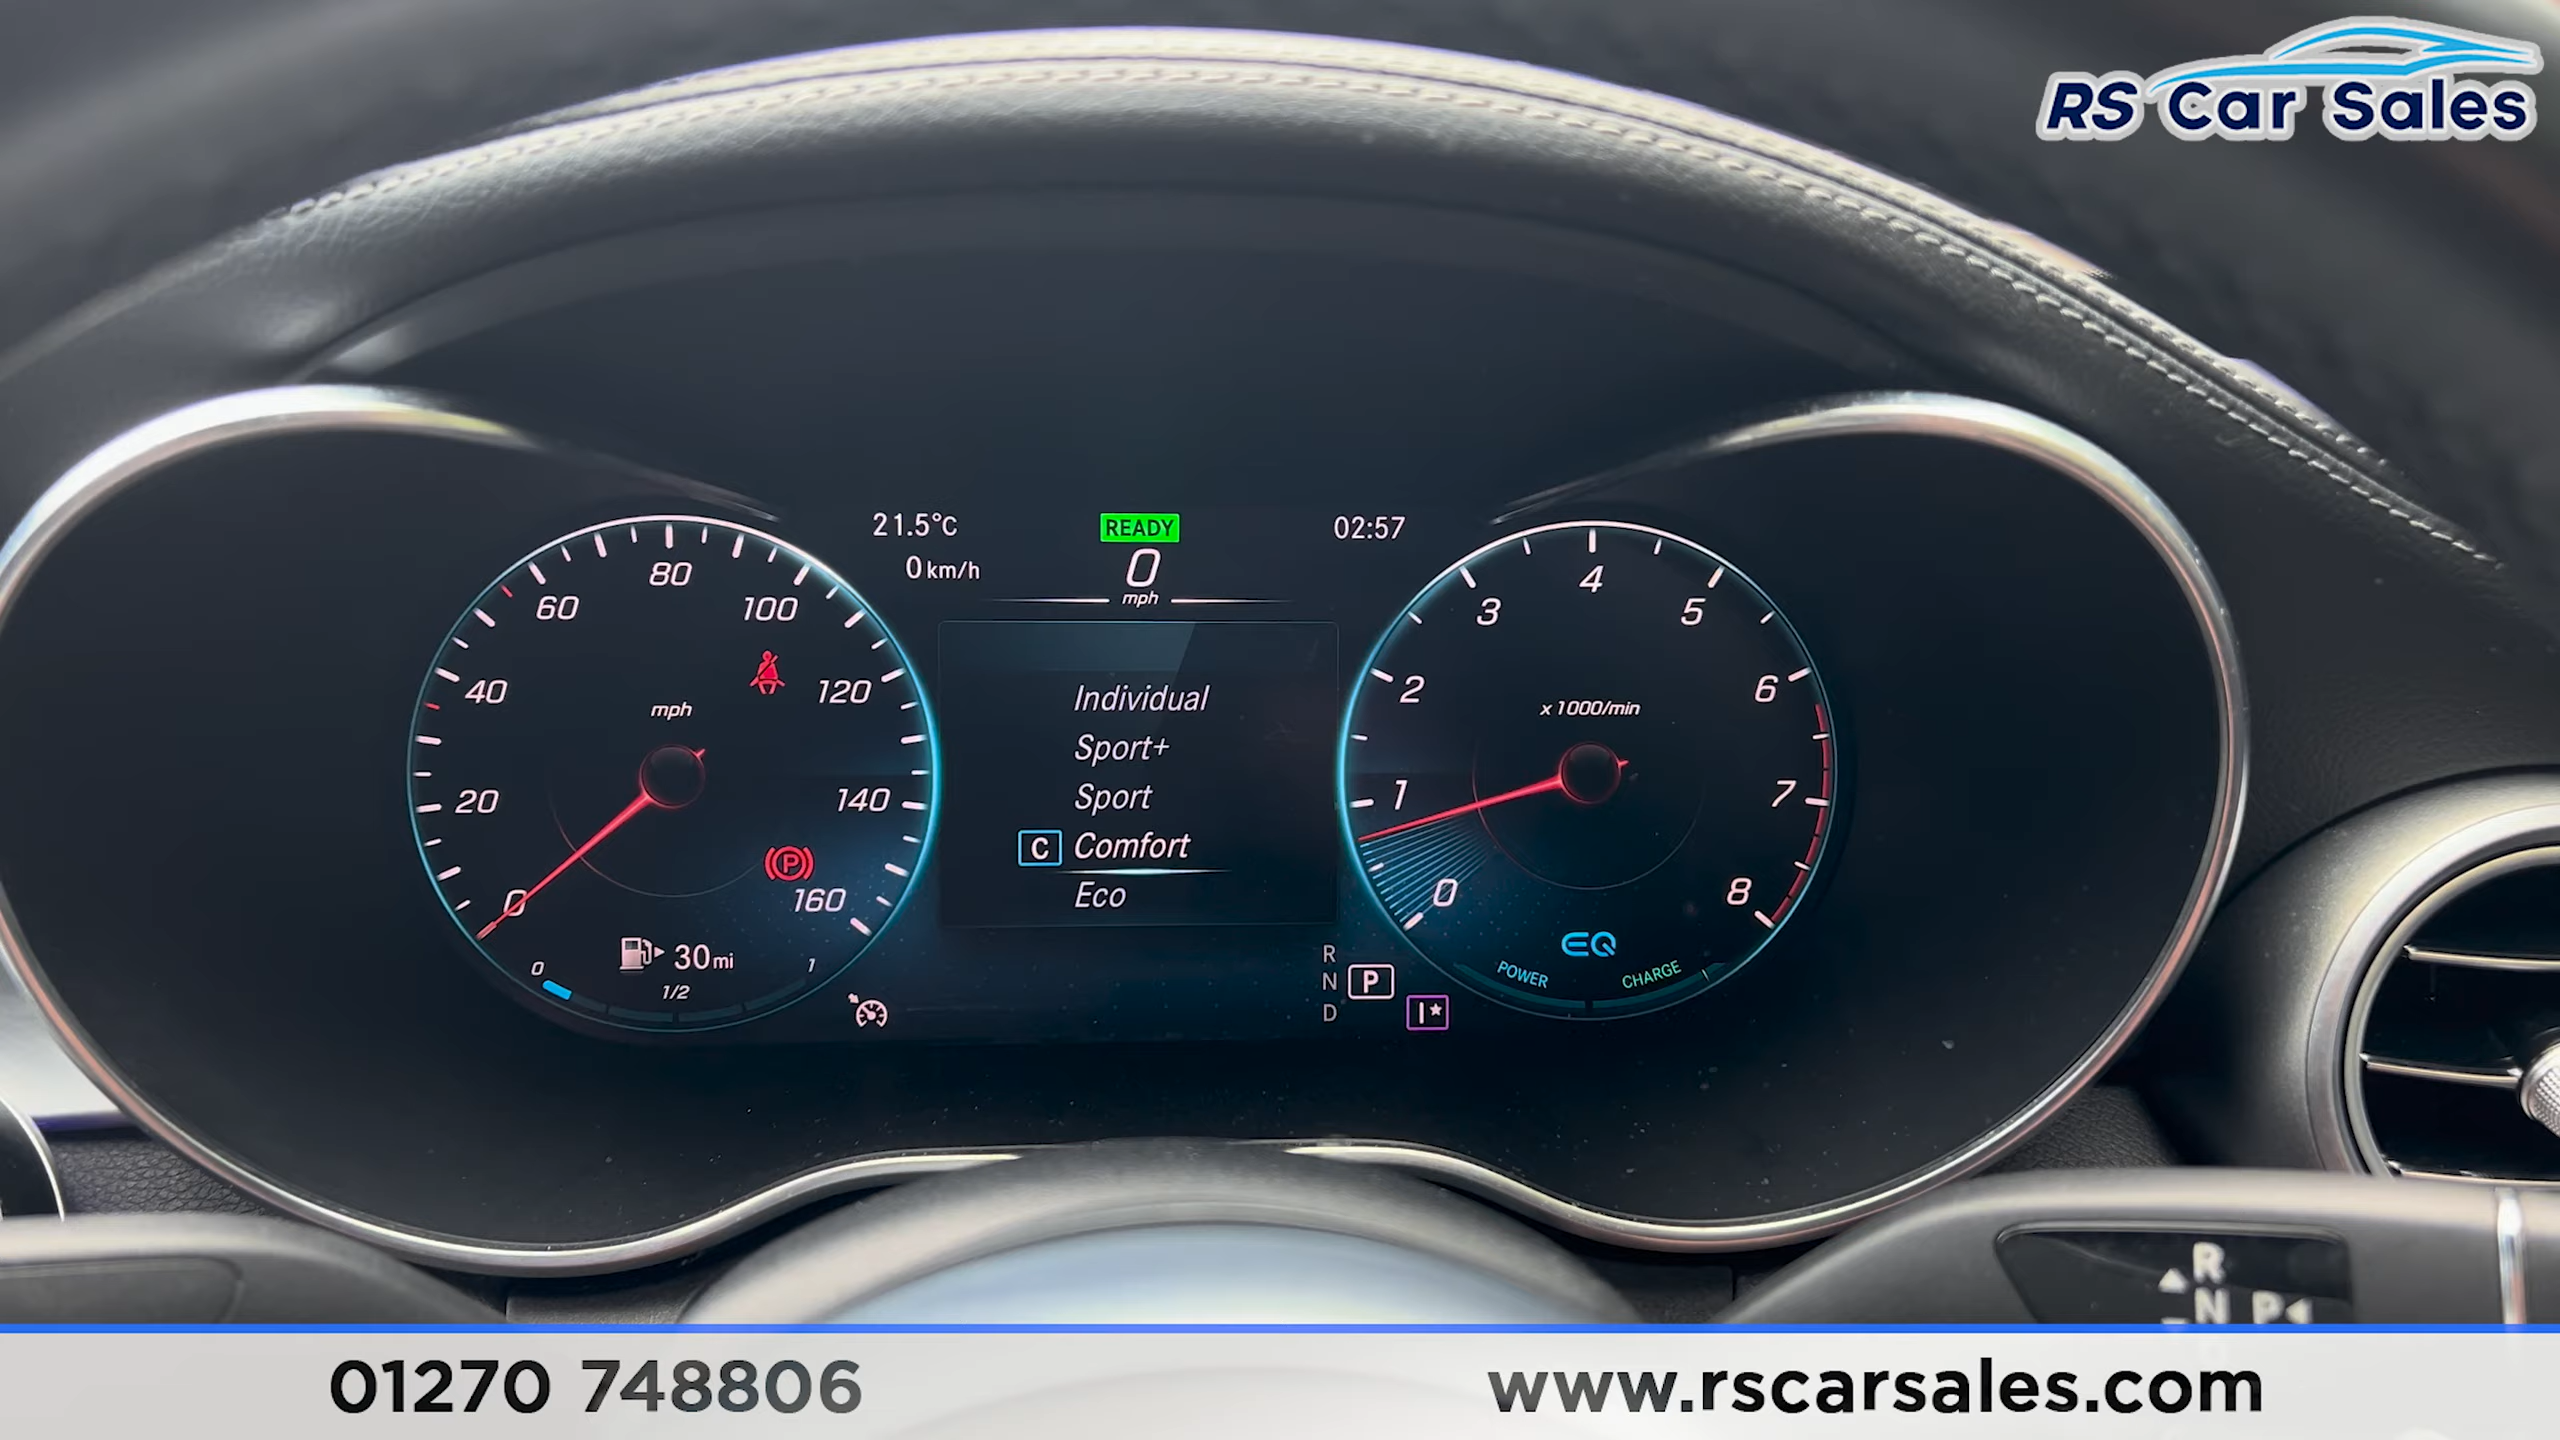 RS Car Sales
21.5°C
READY
02:57
0 km/h
0
mph
0
20
40
60
80
100
120
140
160
mph
30 mi
0
1/2
1
Individual
Sport+
Sport
C Comfort
Eco
0
1
2
3
4
5
6
7
8
x 1000/min
EQ
POWER
CHARGE
R
N
D
P
I★
R
N P
01270 748806
www.rscarsales.com